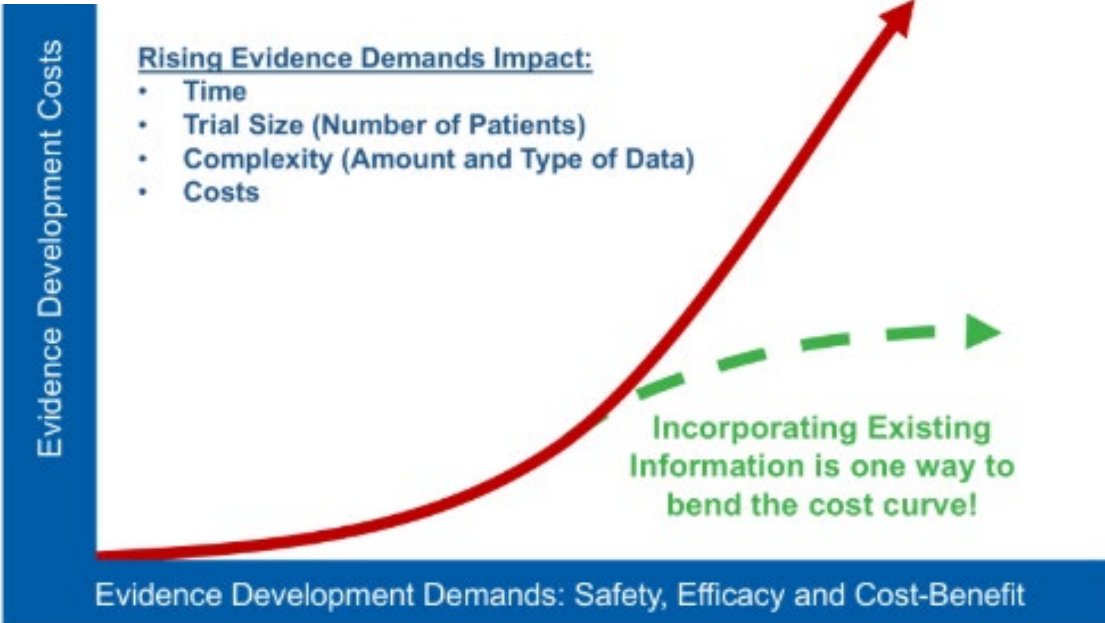 Evidence Development Costs
Rising Evidence Demands Impact:
• Time
• Trial Size (Number of Patients)
• Complexity (Amount and Type of Data)
• Costs
Incorporating Existing
Information is one way to
bend the cost curve!
Evidence Development Demands: Safety, Efficacy and Cost-Benefit